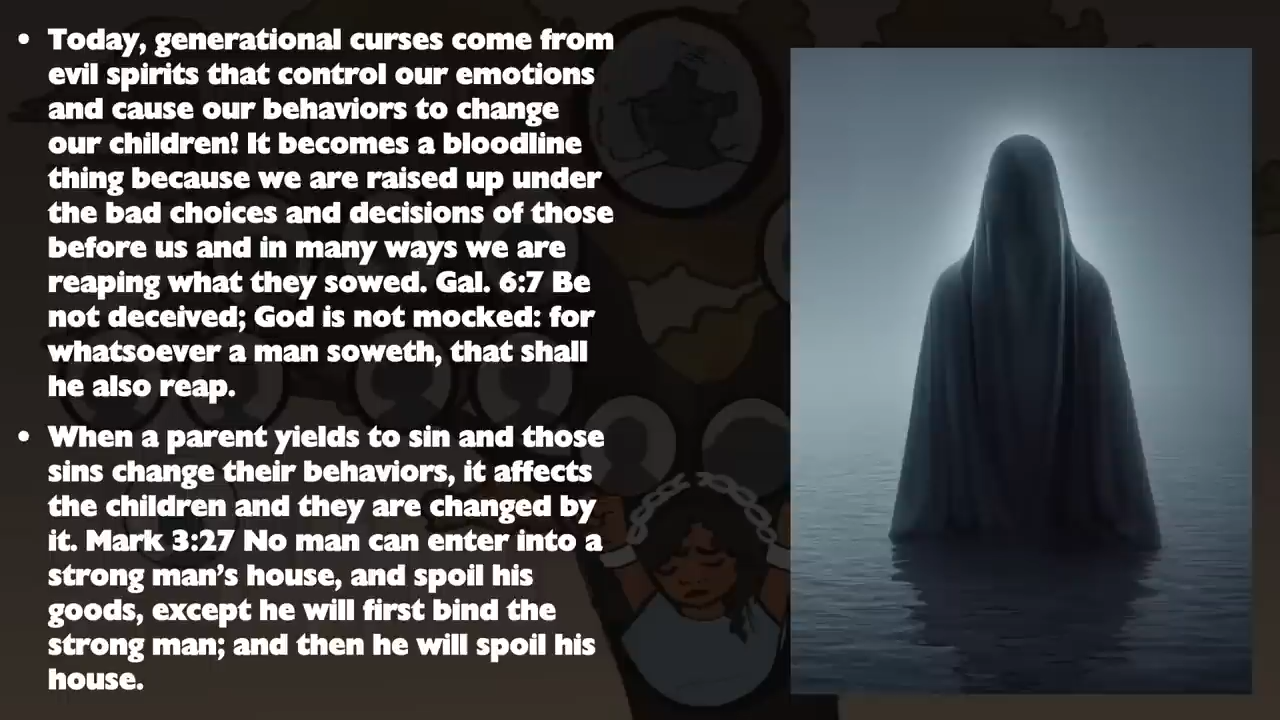 • Today, generational curses come from
evil spirits that control our emotions
and cause our behaviors to change
our children! It becomes a bloodline
thing because we are raised up under
the bad choices and decisions of those
before us and in many ways we are
reaping what they sowed. Gal. 6:7 Be
not deceived; God is not mocked: for
whatsoever a man soweth, that shall
he also reap.
• When a parent yields to sin and those
sins change their behaviors, it affects
the children and they are changed by
it. Mark 3:27 No man can enter into a
strong man’s house, and spoil his
goods, except he will first bind the
strong man; and then he will spoil his
house.